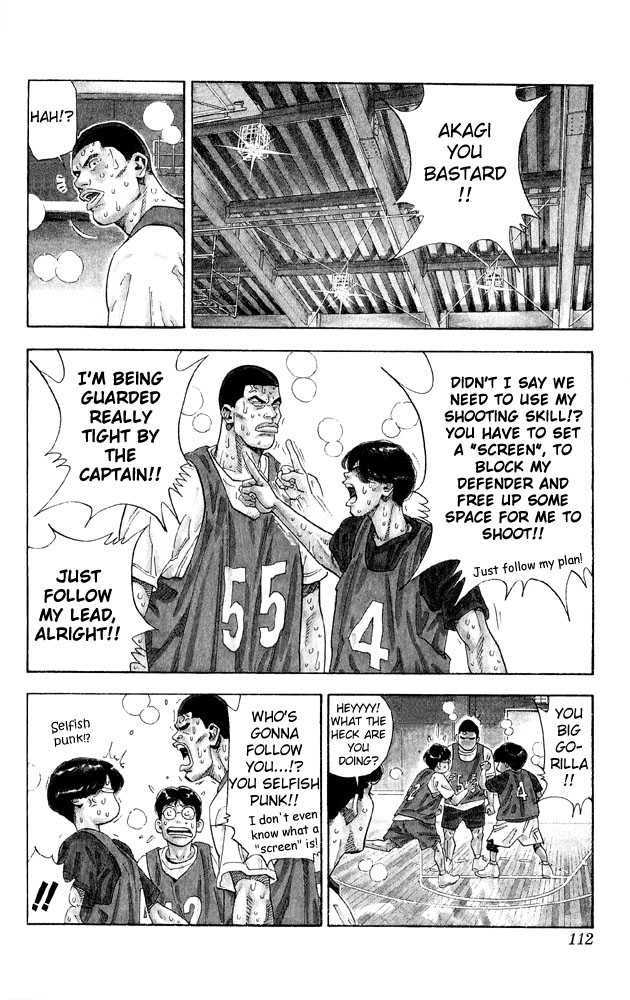 AKAGI
YOU
BASTARD
!!
HAH!?
DIDN'T I SAY WE
NEED TO USE MY
SHOOTING SKILL!?
YOU HAVE TO SET
A "SCREEN", TO
BLOCK MY
DEFENDER AND
FREE UP SOME
SPACE FOR ME TO
SHOOT!!
Just follow my plan!
I'M BEING
GUARDED
REALLY
TIGHT BY
THE
CAPTAIN!!
JUST
FOLLOW
MY LEAD,
ALRIGHT!!
55
4
YOU
BIG
GO-
RILLA
!!
HEYYYY!
WHAT THE
HECK ARE
YOU
DOING?
55
4
WHO'S
GONNA
FOLLOW
YOU...!?
YOU SELFISH
PUNK!!
I don't even
know what a
"screen" is!
Selfish
punk!?
!!
112